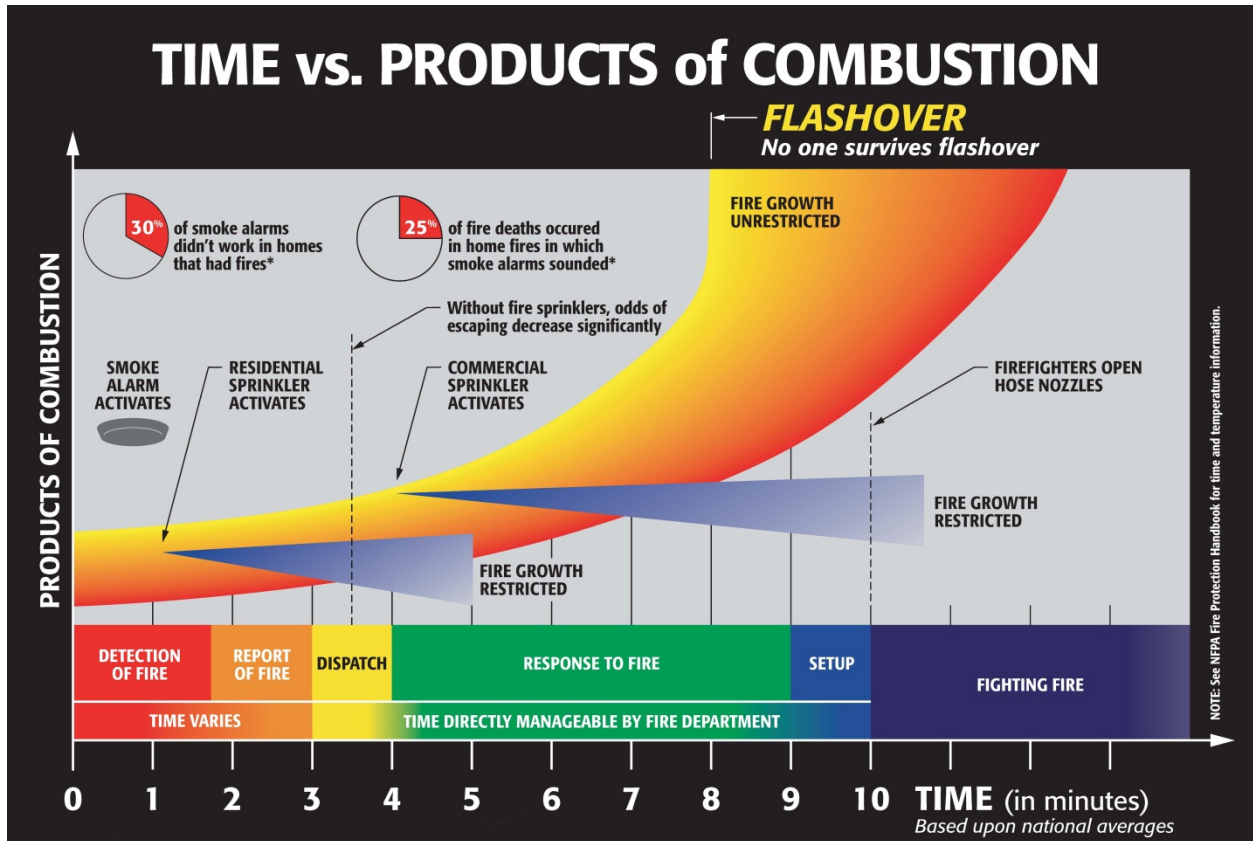 TIME vs. PRODUCTS of COMBUSTION
FLASHOVER
No one survives flashover
PRODUCTS OF COMBUSTION
30%
of smoke alarms
didn't work in homes
that had fires*
25%
of fire deaths occured
in home fires in which
smoke alarms sounded*
FIRE GROWTH
UNRESTRICTED
Without fire sprinklers, odds of
escaping decrease significantly
SMOKE
ALARM
ACTIVATES
RESIDENTIAL
SPRINKLER
ACTIVATES
COMMERCIAL
SPRINKLER
ACTIVATES
FIREFIGHTERS OPEN
HOSE NOZZLES
FIRE GROWTH
RESTRICTED
FIRE GROWTH
RESTRICTED
NOTE: See NFPA Fire Protection Handbook for time and temperature information.
DETECTION
OF FIRE
REPORT
OF FIRE
DISPATCH
RESPONSE TO FIRE
SETUP
FIGHTING FIRE
TIME VARIES
TIME DIRECTLY MANAGEABLE BY FIRE DEPARTMENT
0 1 2 3 4 5 6 7 8 9 10 TIME (in minutes)
Based upon national averages